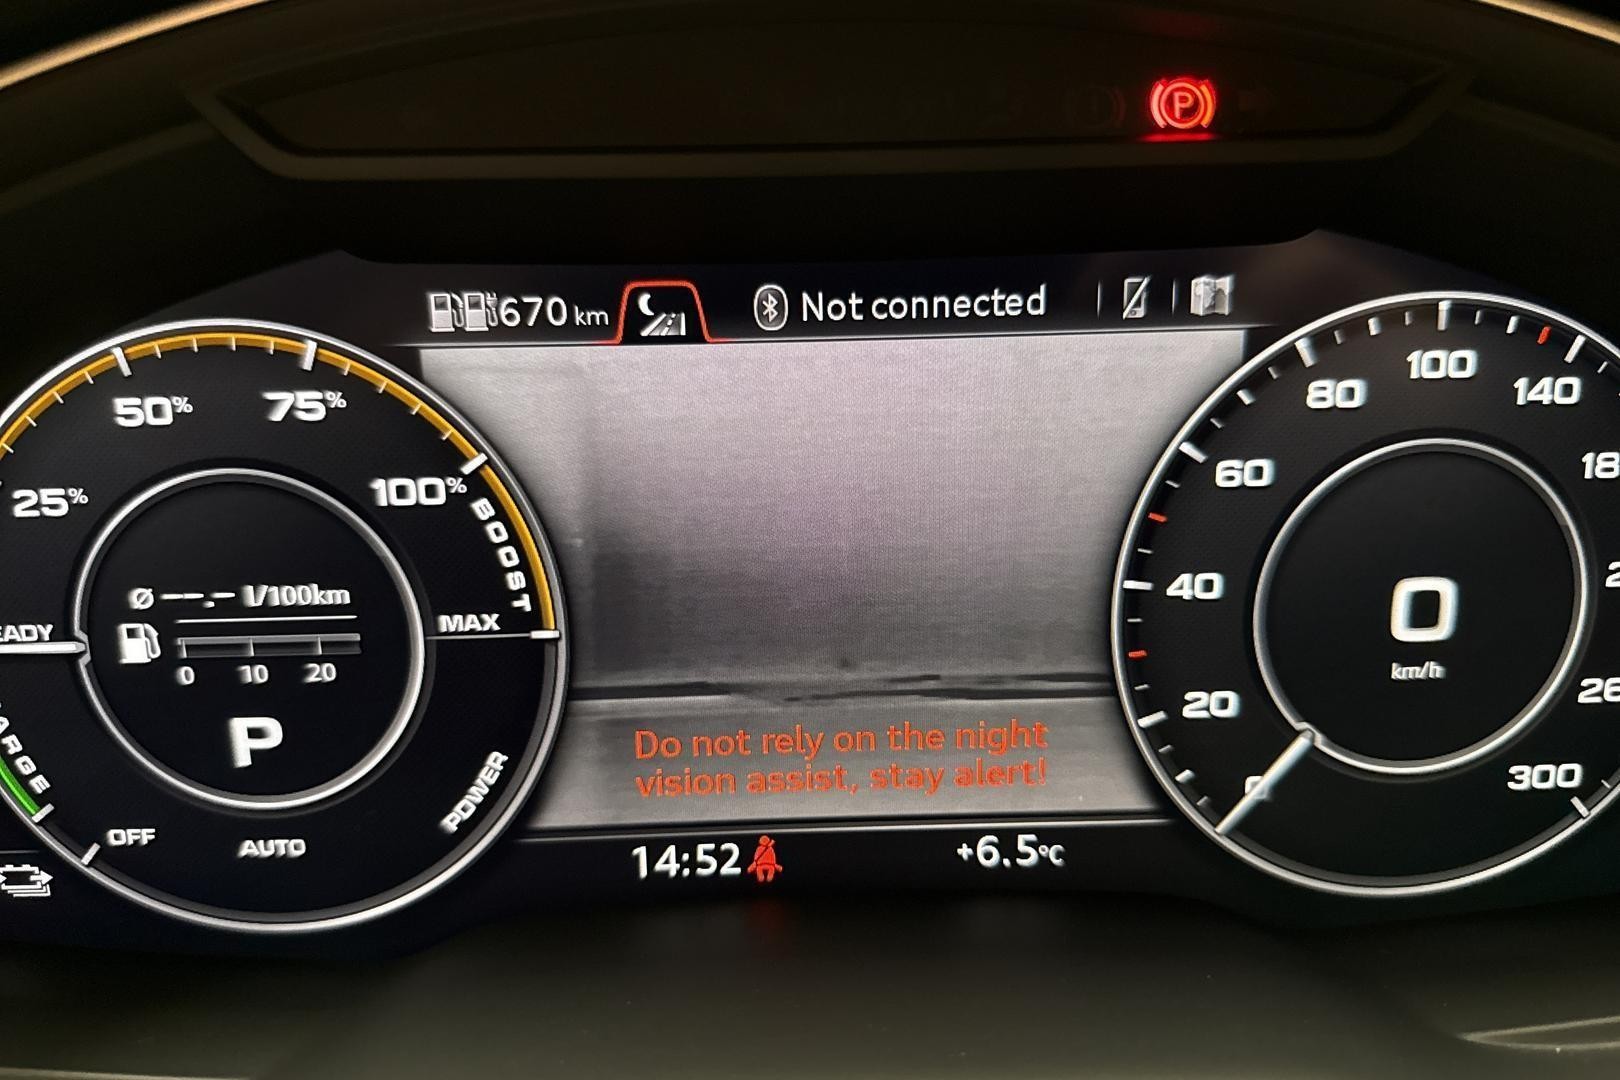 P
670 km
Not connected
25%
50%
75%
100%
BOOST
MAX
ø --.- l/100km
0 10 20
P
OFF
AUTO
POWER
Do not rely on the night
vision assist, stay alert!
14:52
+6.5°C
0
20
40
60
80
100
140
300
0
km/h